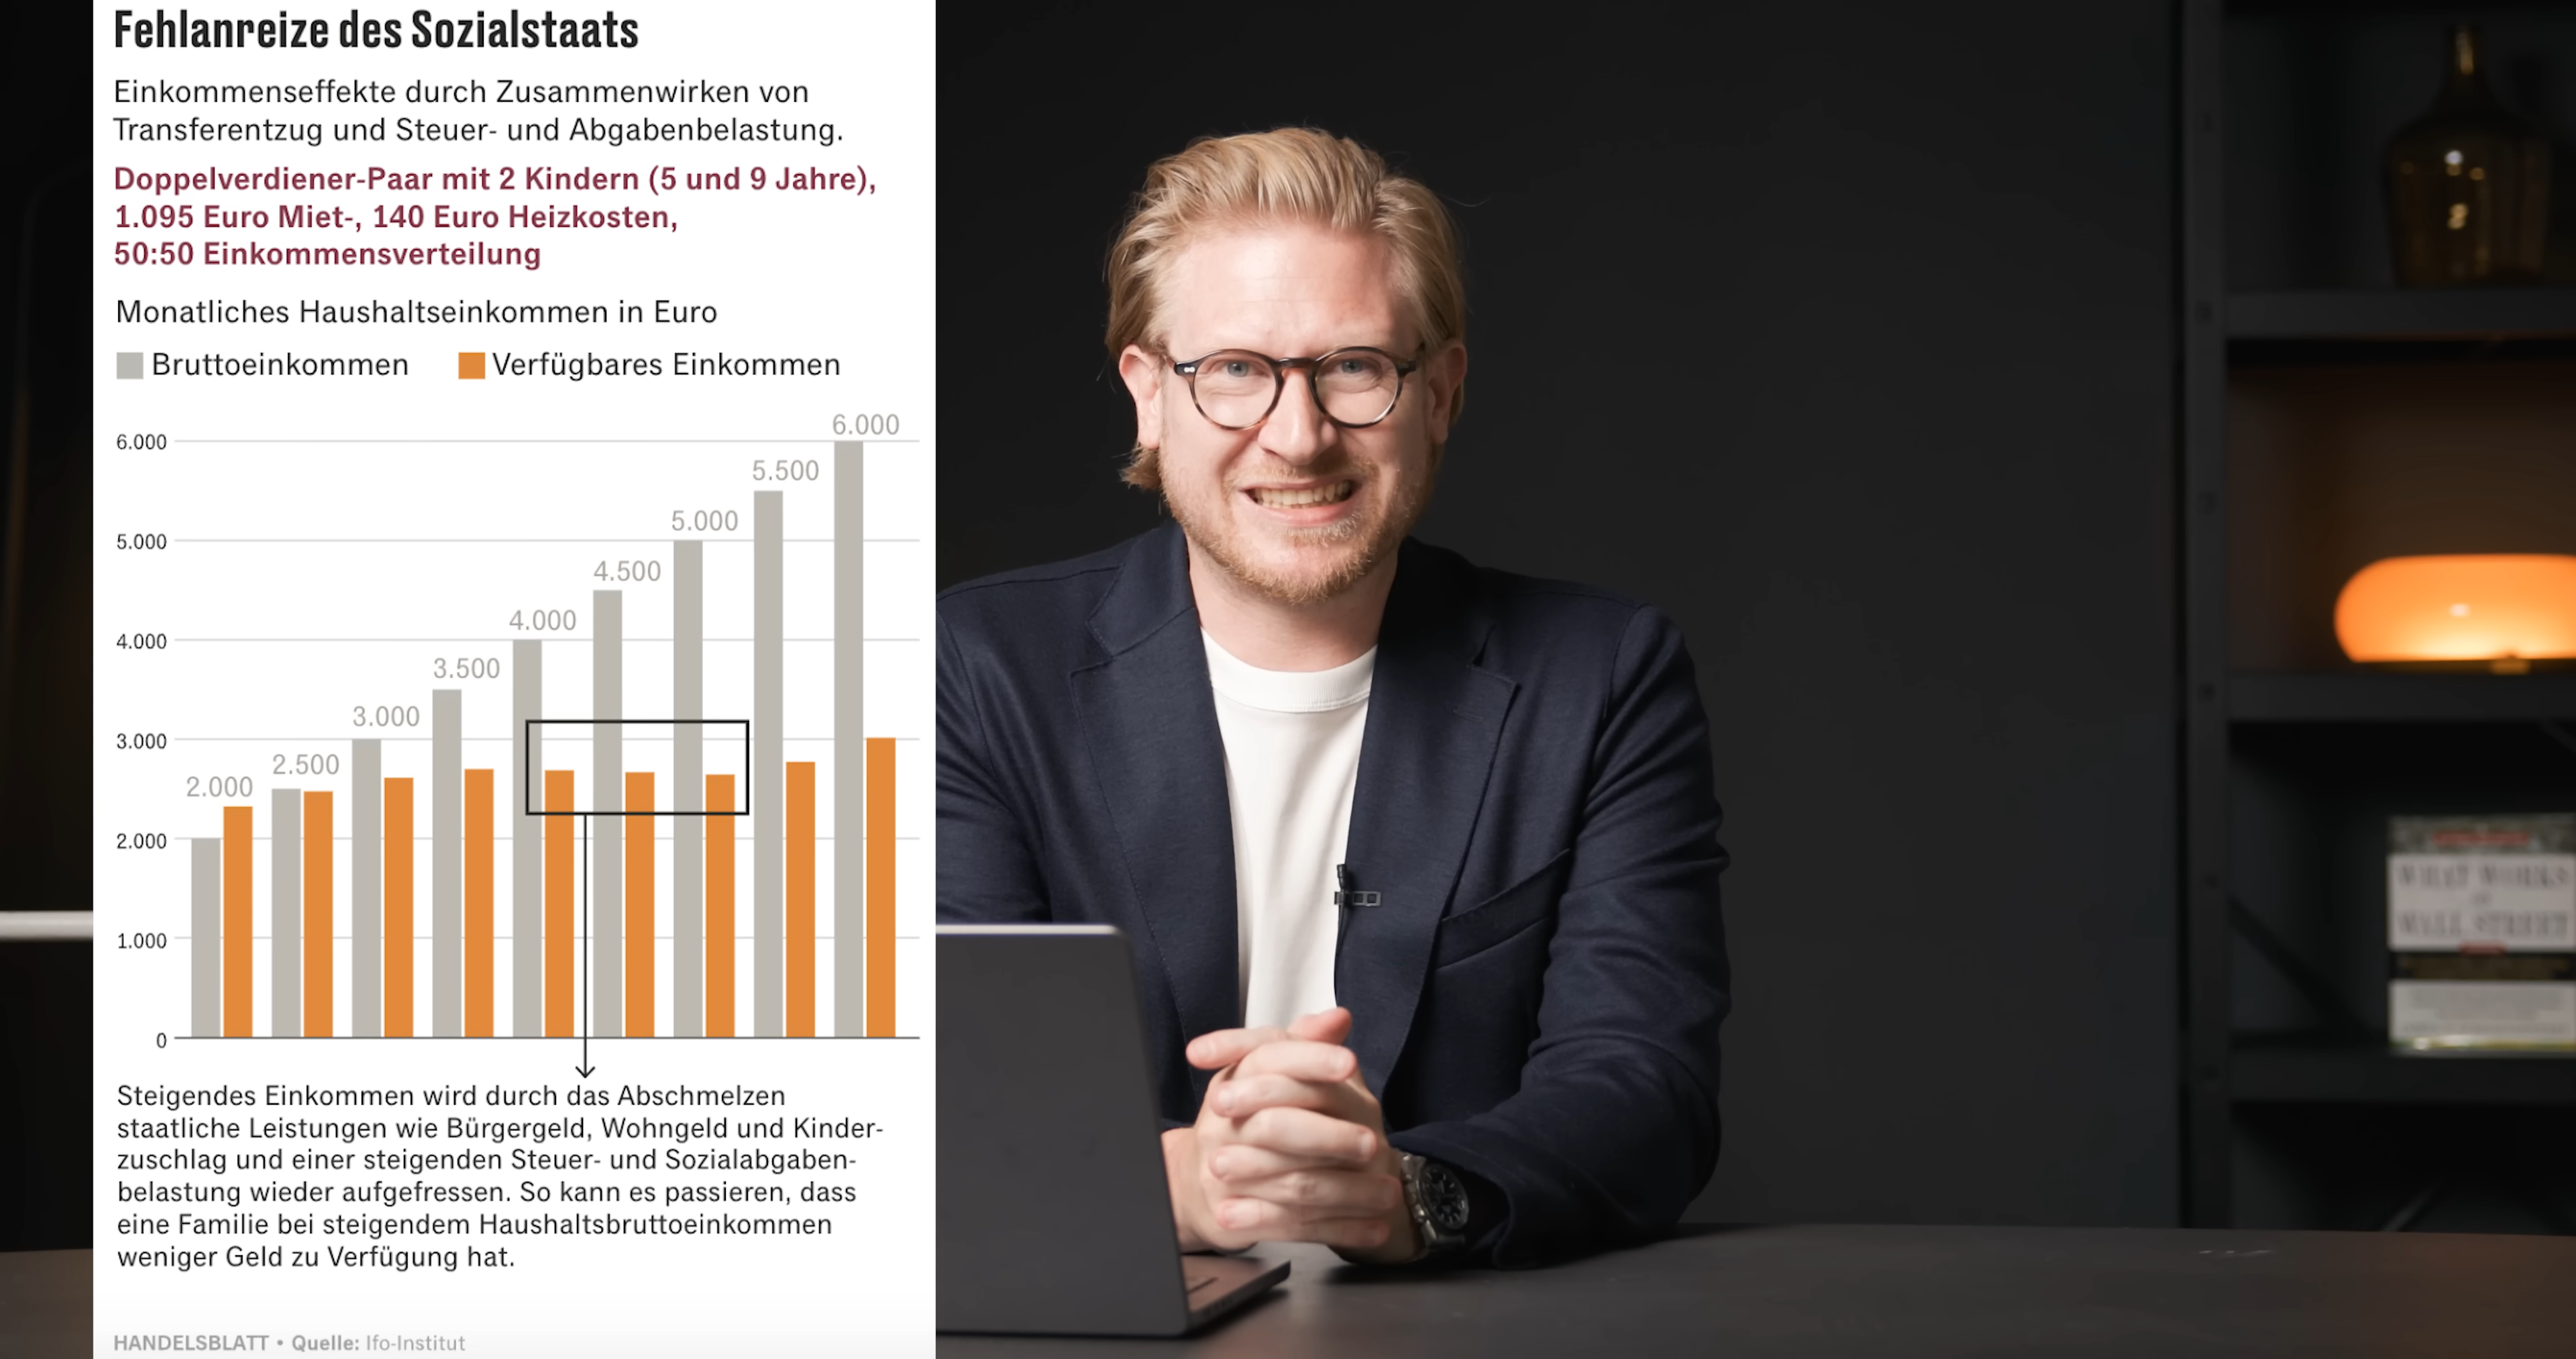 Fehlanreize des Sozialstaats
Einkommenseffekte durch Zusammenwirken von
Transferentzug und Steuer- und Abgabenbelastung.
Doppelverdiener-Paar mit 2 Kindern (5 und 9 Jahre),
1.095 Euro Miet-, 140 Euro Heizkosten,
50:50 Einkommensverteilung
Monatliches Haushaltseinkommen in Euro
Bruttoeinkommen
Verfügbares Einkommen
6.000
5.000
4.000
3.000
2.000
1.000
0
2.000
2.500
3.000
3.500
4.000
4.500
5.000
5.500
6.000
Steigendes Einkommen wird durch das Abschmelzen
staatliche Leistungen wie Bürgergeld, Wohngeld und Kinder-
zuschlag und einer steigenden Steuer- und Sozialabgaben-
belastung wieder aufgefressen. So kann es passieren, dass
eine Familie bei steigendem Haushaltsbruttoeinkommen
weniger Geld zu Verfügung hat.
HANDELSBLATT • Quelle: Ifo-Institut
WHAT WORKS
WALL STREET